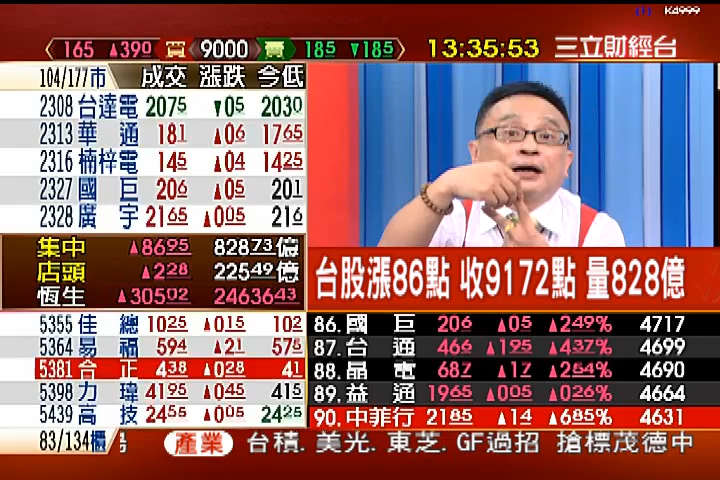 K4999
165 ▲390 買 9000 賣 185 ▼185 13:35:53 三立財經台
104/177市 成交 漲跌 今低
2308 台達電 2075 ▼05 2030
2313 華通 181 ▲06 1765
2316 楠梓電 145 ▲04 1425
2327 國巨 206 ▲05 201
2328 廣宇 2165 ▲005 216
集中 ▲8695 82873億
店頭 ▲228 22549億
恆生 ▲30502 2463643
台股漲86點 收9172點 量828億
5355 佳總 1025 ▲015 102
5364 易福 594 ▲21 575
5381 合正 438 ▲028 41
5398 力瑋 4195 ▲045 415
5439 高技 2455 ▲005 2425
83/134櫃
86.國巨 206 ▲05 ▲249% 4717
87.台通 466 ▲195 ▲437% 4699
88.晶電 687 ▲17 ▲254% 4690
89.益通 1965 ▲005 ▲026% 4664
90.中菲行 2185 ▲14 ▲685% 4631
產業 台積.美光.東芝.GF過招 搶標茂德中